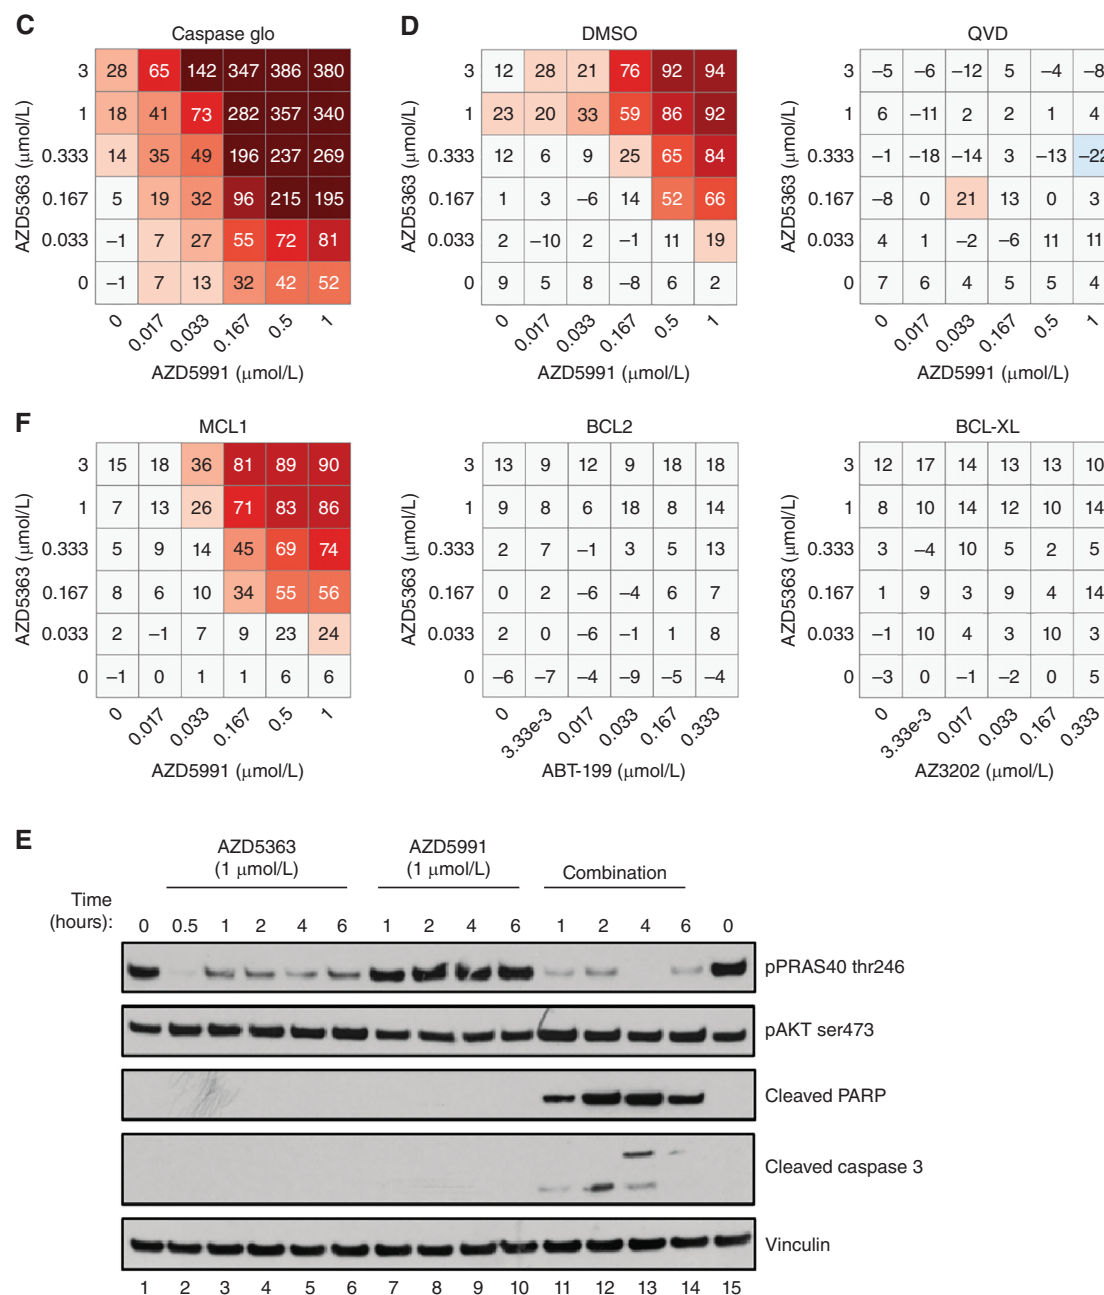 C
Caspase glo
AZD5363 (μmol/L)
3 28 65 142 347 386 380
1 18 41 73 282 357 340
0.333 14 35 49 196 237 269
0.167 5 19 32 96 215 195
0.033 –1 7 27 55 72 81
0 –1 7 13 32 42 52
0 0.017 0.033 0.167 0.5 1
AZD5991 (μmol/L)
D
DMSO
AZD5363 (μmol/L)
3 12 28 21 76 92 94
1 23 20 33 59 86 92
0.333 12 6 9 25 65 84
0.167 1 3 –6 14 52 66
0.033 2 –10 2 –1 11 19
0 9 5 8 –8 6 2
0 0.017 0.033 0.167 0.5 1
AZD5991 (μmol/L)
QVD
AZD5363 (μmol/L)
3 –5 –6 –12 5 –4 –8
1 6 –11 2 2 1 4
0.333 –1 –18 –14 3 –13 –22
0.167 –8 0 21 13 0 3
0.033 4 1 –2 –6 11 11
0 7 6 4 5 5 4
0 0.017 0.033 0.167 0.5 1
AZD5991 (μmol/L)
F
MCL1
AZD5363 (μmol/L)
3 15 18 36 81 89 90
1 7 13 26 71 83 86
0.333 5 9 14 45 69 74
0.167 8 6 10 34 55 56
0.033 2 –1 7 9 23 24
0 –1 0 1 1 6 6
0 0.017 0.033 0.167 0.5 1
AZD5991 (μmol/L)
BCL2
AZD5363 (μmol/L)
3 13 9 12 9 18 18
1 9 8 6 18 8 14
0.333 2 7 –1 3 5 13
0.167 0 2 –6 –4 6 7
0.033 2 0 –6 –1 1 8
0 –6 –7 –4 –9 –5 –4
0 3.33e-3 0.017 0.033 0.167 0.333
ABT-199 (μmol/L)
BCL-XL
AZD5363 (μmol/L)
3 12 17 14 13 13 10
1 8 10 14 12 10 14
0.333 3 –4 10 5 2 5
0.167 1 9 3 9 4 14
0.033 –1 10 4 3 10 3
0 –3 0 –1 –2 0 5
0 3.33e-3 0.017 0.033 0.167 0.333
AZ3202 (μmol/L)
E
AZD5363
(1 μmol/L)
AZD5991
(1 μmol/L)
Combination
Time
(hours):
0 0.5 1 2 4 6 1 2 4 6 1 2 4 6 0
pPRAS40 thr246
pAKT ser473
Cleaved PARP
Cleaved caspase 3
Vinculin
1 2 3 4 5 6 7 8 9 10 11 12 13 14 15